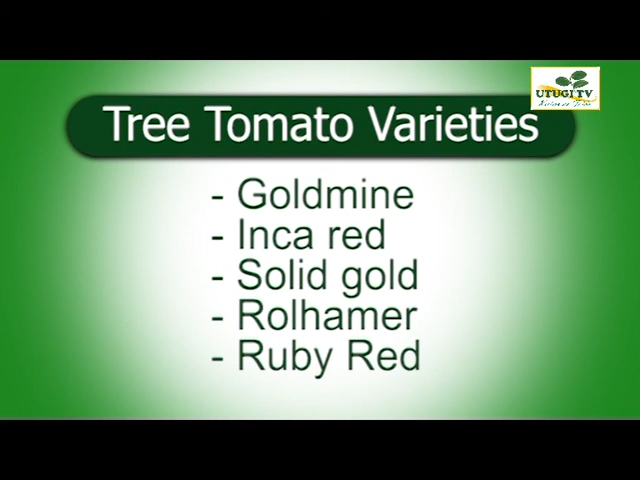 UTUGI TV
Tree Tomato Varieties
- Goldmine
- Inca red
- Solid gold
- Rolhamer
- Ruby Red